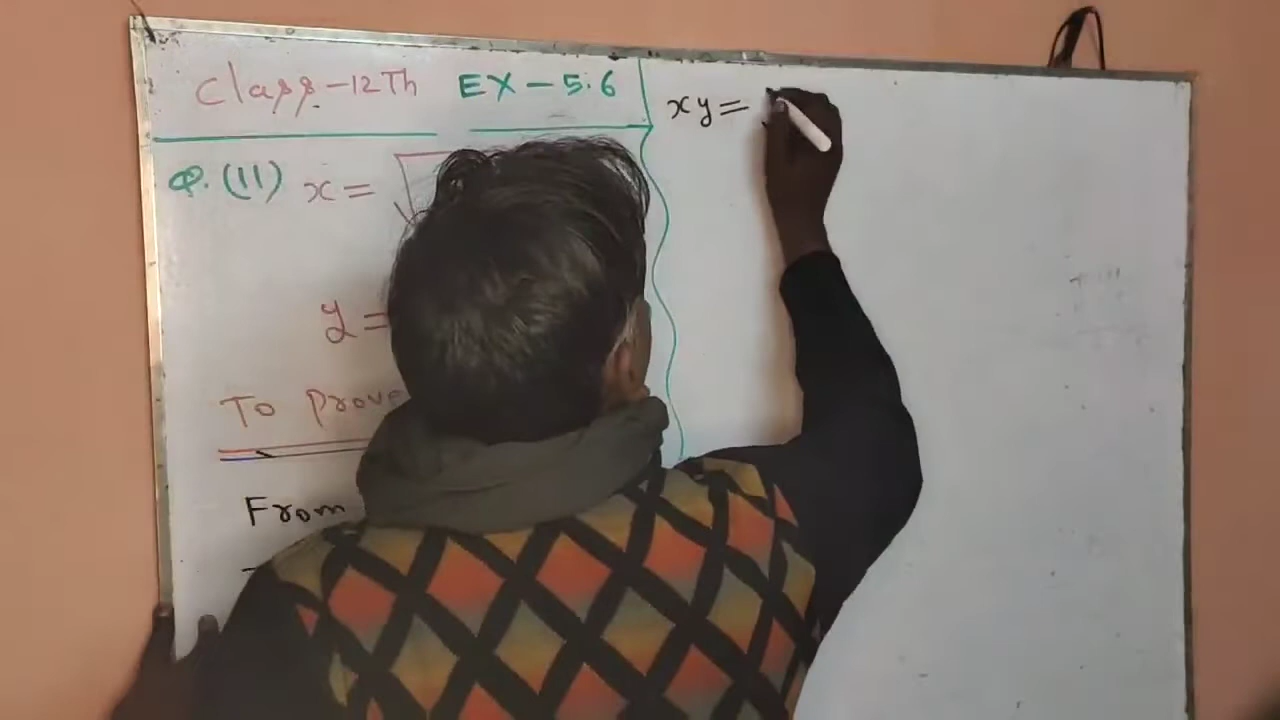 Class-12Th EX-5.6
Q.(11) x = √
y =
To prove
From
xy =